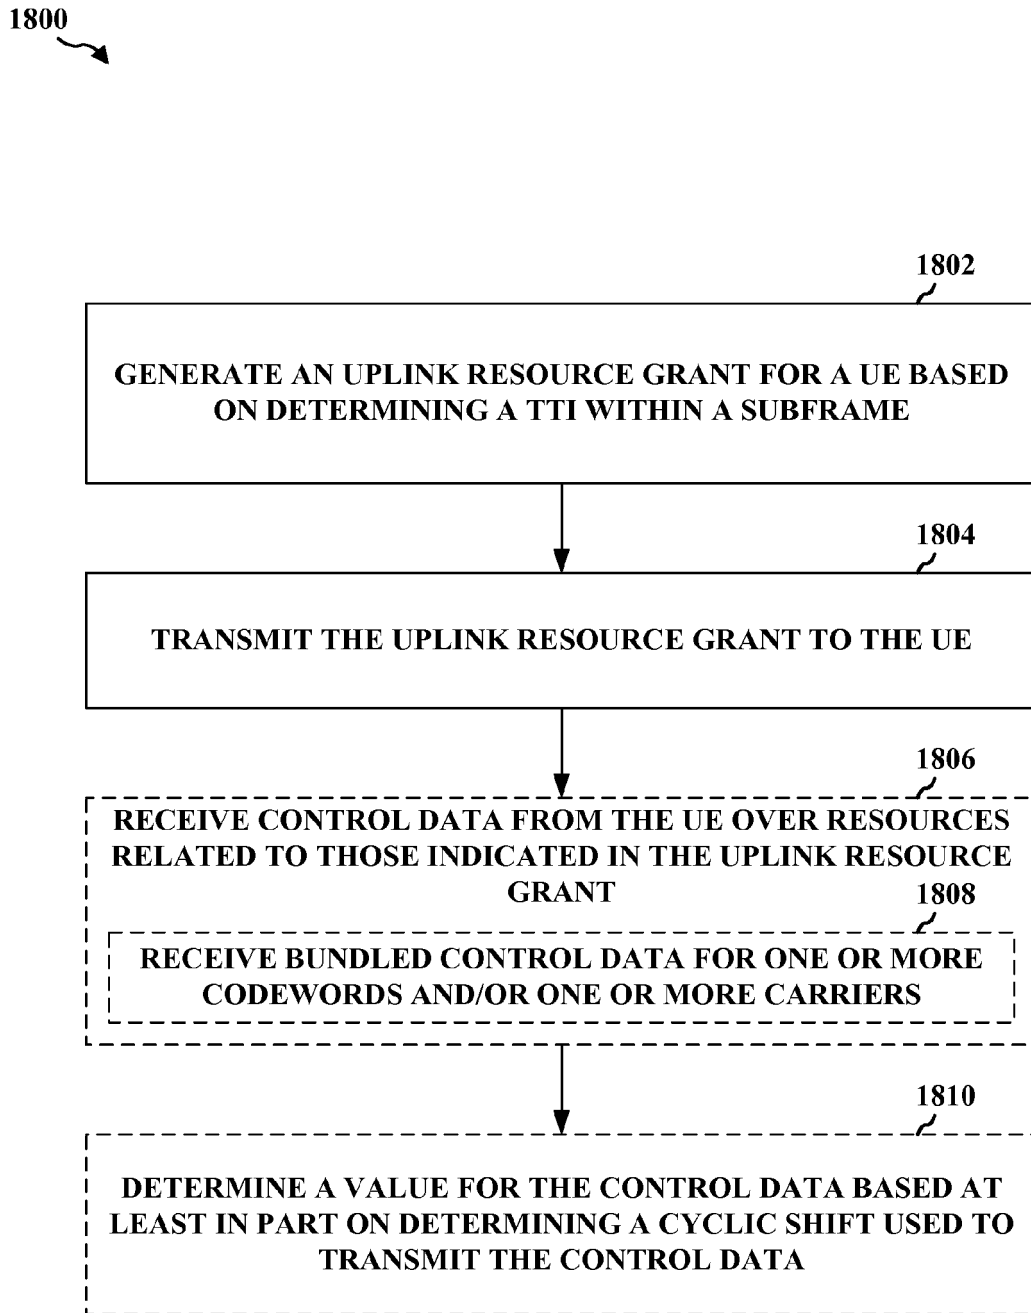 1800
1802
GENERATE AN UPLINK RESOURCE GRANT FOR A UE BASED
ON DETERMINING A TTI WITHIN A SUBFRAME
1804
TRANSMIT THE UPLINK RESOURCE GRANT TO THE UE
1806
RECEIVE CONTROL DATA FROM THE UE OVER RESOURCES
RELATED TO THOSE INDICATED IN THE UPLINK RESOURCE
GRANT
1808
RECEIVE BUNDLED CONTROL DATA FOR ONE OR MORE
CODEWORDS AND/OR ONE OR MORE CARRIERS
1810
DETERMINE A VALUE FOR THE CONTROL DATA BASED AT
LEAST IN PART ON DETERMINING A CYCLIC SHIFT USED TO
TRANSMIT THE CONTROL DATA